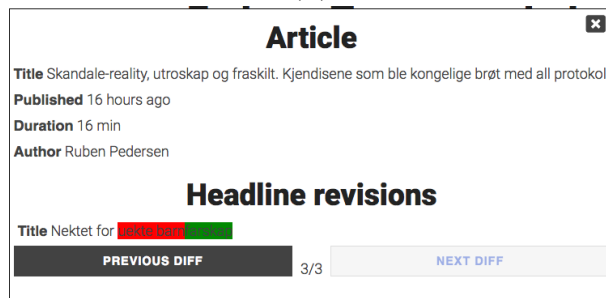 Article
Title Skandale-reality, utroskap og fraskilt. Kjendisene som ble kongelige brøt med all protokol
Published 16 hours ago
Duration 16 min
Author Ruben Pedersen
Headline revisions
Title Nektet for uekte barnfarskap
PREVIOUS DIFF 3/3 NEXT DIFF